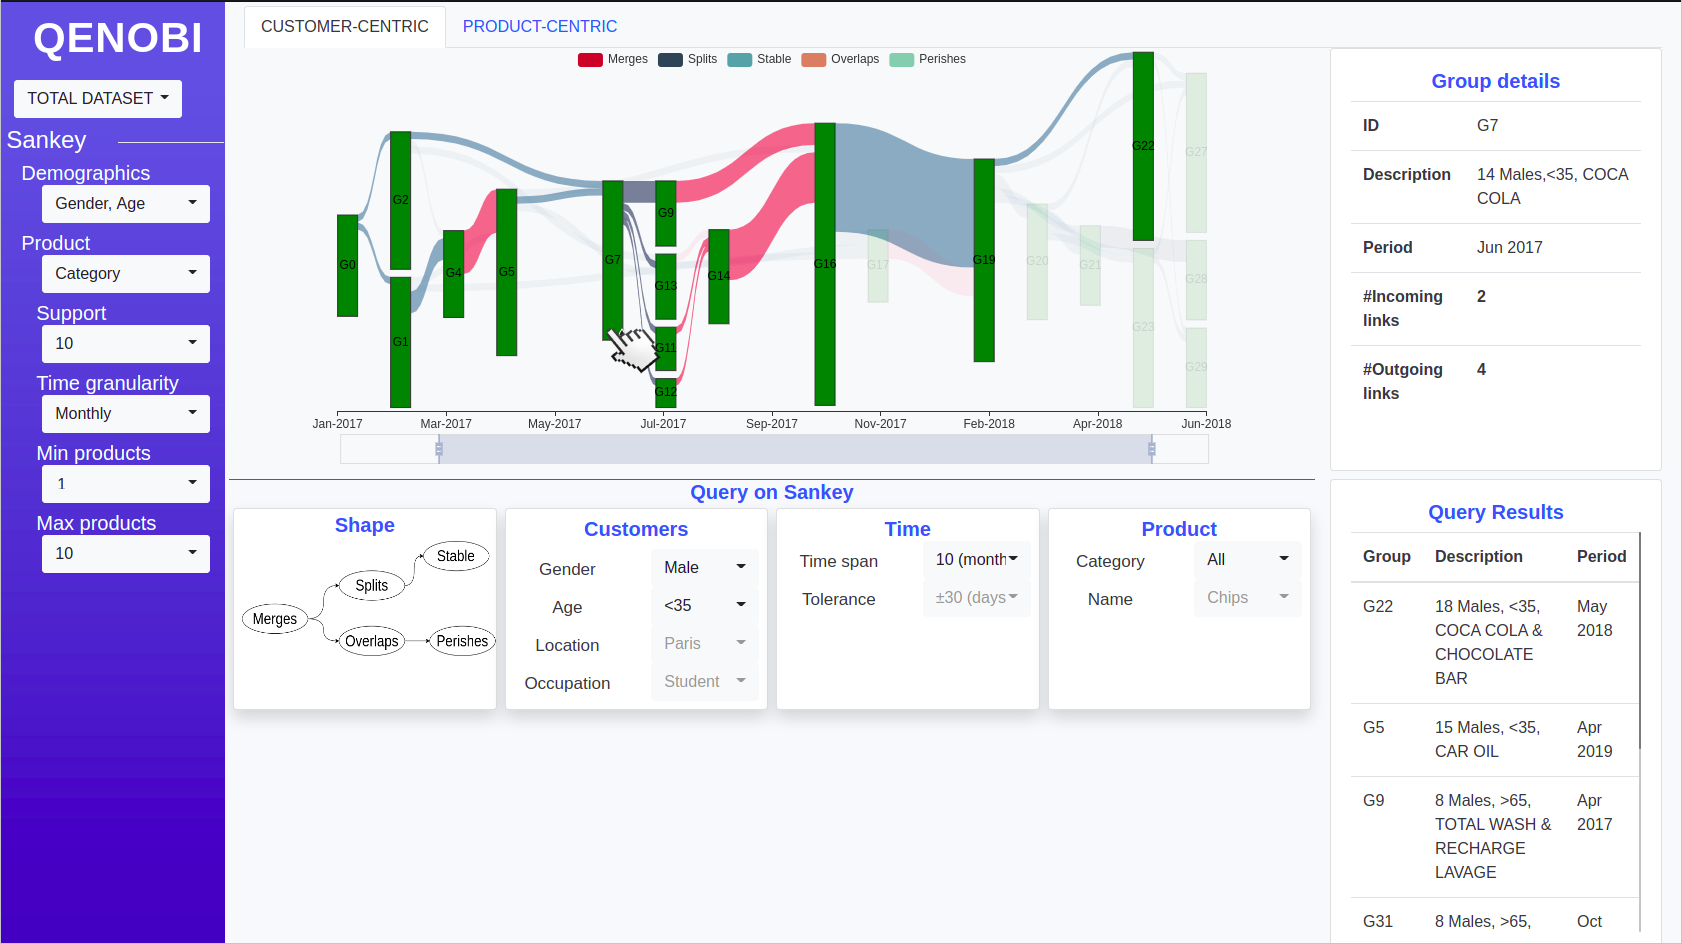 QENOBI
TOTAL DATASET
Sankey
Demographics
Gender, Age
Product
Category
Support
10
Time granularity
Monthly
Min products
1
Max products
10
CUSTOMER-CENTRIC
PRODUCT-CENTRIC
Merges
Splits
Stable
Overlaps
Perishes
G0
G2
G1
G4
G5
G7
G9
G13
G11
G12
G14
G16
G17
G19
G20
G21
G22
G23
G27
G28
G29
Jan-2017
Mar-2017
May-2017
Jul-2017
Sep-2017
Nov-2017
Feb-2018
Apr-2018
Jun-2018
Query on Sankey
Shape
Merges
Splits
Stable
Overlaps
Perishes
Customers
Gender
Male
Age
<35
Location
Paris
Occupation
Student
Time
Time span
10 (month
Tolerance
±30 (days
Product
Category
All
Name
Chips
Group details
ID
G7
Description
14 Males,<35, COCA
COLA
Period
Jun 2017
#Incoming
links
2
#Outgoing
links
4
Query Results
Group
Description
Period
G22
18 Males, <35,
COCA COLA &
CHOCOLATE
BAR
May
2018
G5
15 Males, <35,
CAR OIL
Apr
2019
G9
8 Males, >65,
TOTAL WASH &
RECHARGE
LAVAGE
Apr
2017
G31
8 Males, >65,
Oct